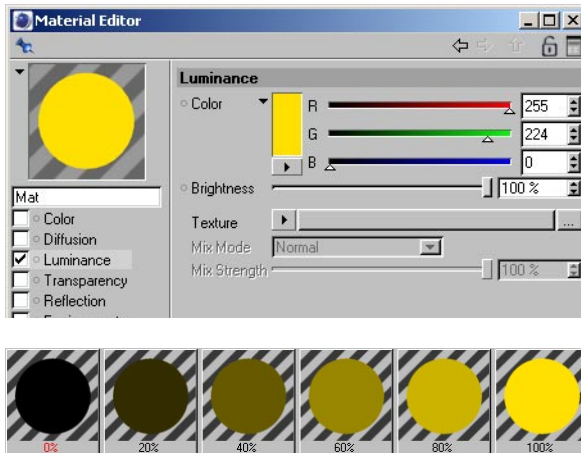 Material Editor
Luminance
Color R 255
G 224
B 0
Brightness 100 %
Mat
Texture ...
Color
Mix Mode Normal
Diffusion
Mix Strength 100 %
Luminance
Transparency
Reflection
0% 20% 40% 60% 80% 100%